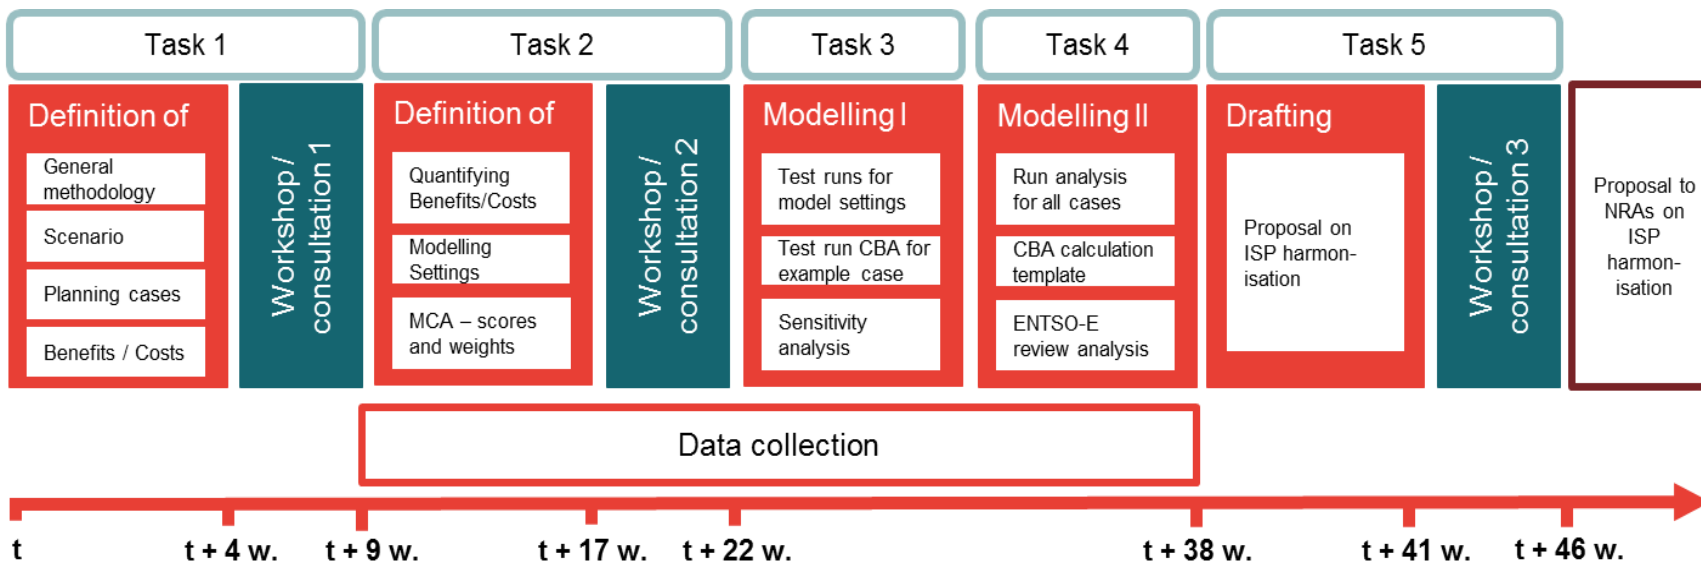 Task 1
Task 2
Task 3
Task 4
Task 5
Definition of
General
methodology
Scenario
Planning cases
Benefits / Costs
Workshop /
consultation 1
Definition of
Quantifying
Benefits/Costs
Modelling
Settings
MCA – scores
and weights
Workshop /
consultation 2
Modelling I
Test runs for
model settings
Test run CBA for
example case
Sensitivity
analysis
Modelling II
Run analysis
for all cases
CBA calculation
template
ENTSO-E
review analysis
Drafting
Proposal on
ISP harmon-
isation
Workshop /
consultation 3
Proposal to
NRAs on
ISP
harmon-
isation
Data collection
t
t + 4 w.
t + 9 w.
t + 17 w.
t + 22 w.
t + 38 w.
t + 41 w.
t + 46 w.